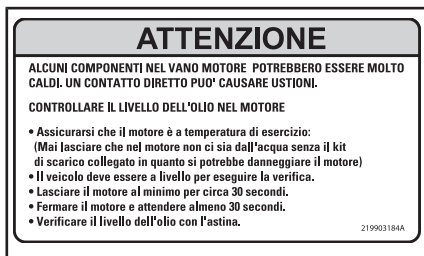 ATTENZIONE
ALCUNI COMPONENTI NEL VANO MOTORE POTREBBERO ESSERE MOLTO
CALDI. UN CONTATTO DIRETTO PUO' CAUSARE USTIONI.
CONTROLLARE IL LIVELLO DELL'OLIO NEL MOTORE
• Assicurarsi che il motore è a temperatura di esercizio:
(Mai lasciare che nel motore non ci sia dall'acqua senza il kit
di scarico collegato in quanto si potrebbe danneggiare il motore)
• Il veicolo deve essere a livello per eseguire la verifica.
• Lasciare il motore al minimo per circa 30 secondi.
• Fermare il motore e attendere almeno 30 secondi.
• Verificare il livello dell'olio con l'astina.
219903184A